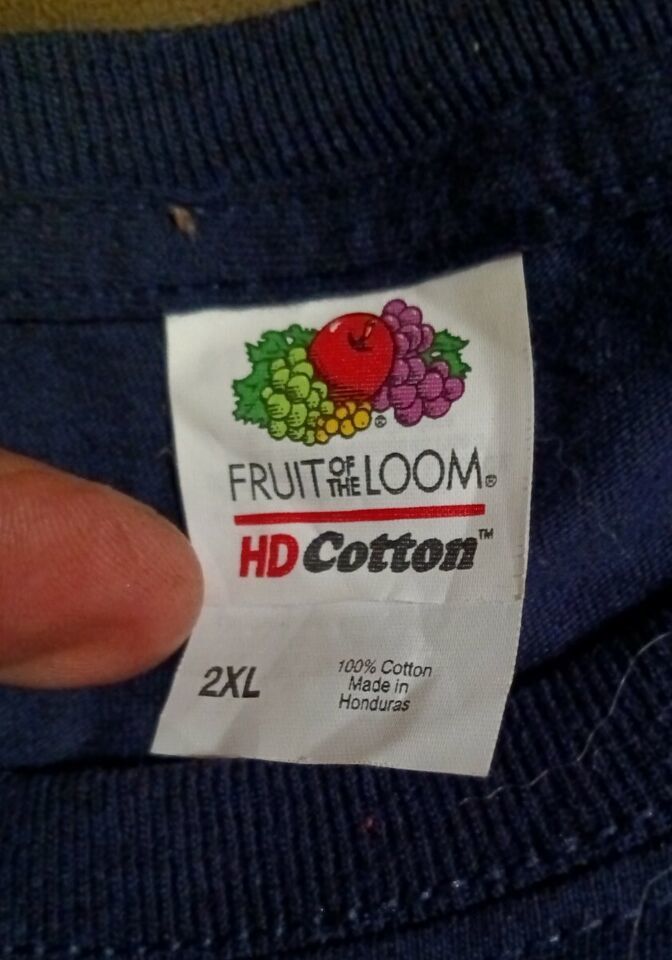 FRUIT OF THE LOOM®
HD Cotton™
2XL
100% Cotton
Made in
Honduras